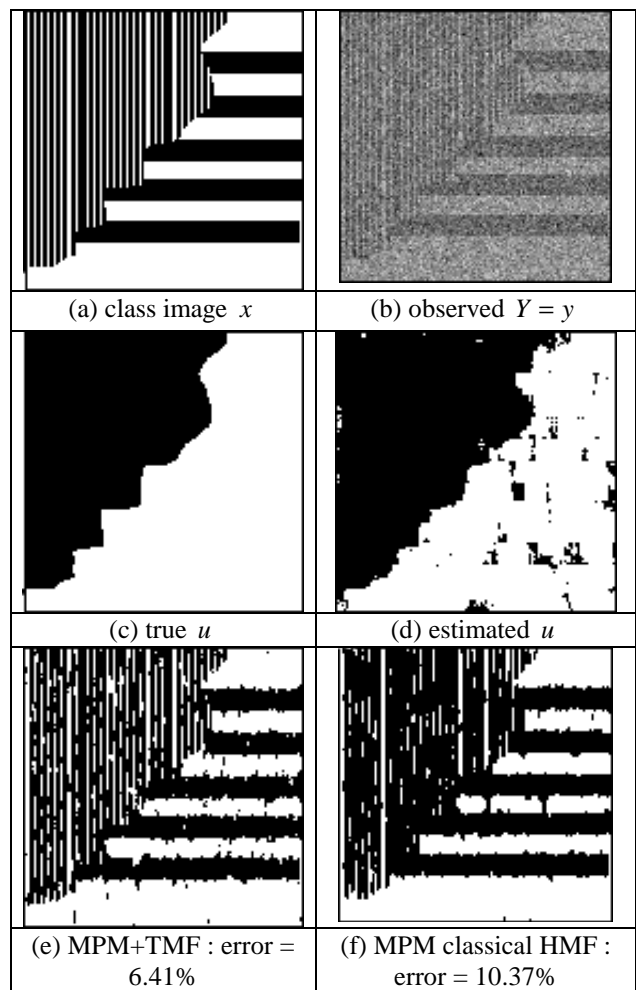 (a) class image x
(b) observed Y = y
(c) true u
(d) estimated u
(e) MPM+TMF : error =
6.41%
(f) MPM classical HMF :
error = 10.37%